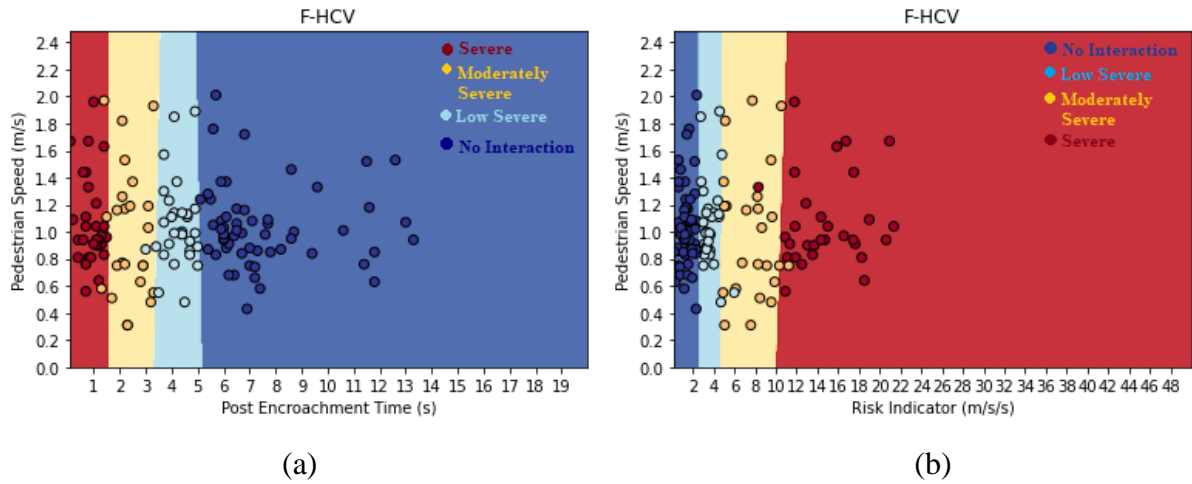 F-HCV
2.4
2.2
2.0
1.8
1.6
1.4
1.2
1.0
0.8
0.6
0.4
0.2
0.0
Pedestrian Speed (m/s)
Severe
Moderately
Severe
Low Severe
No Interaction
1 2 3 4 5 6 7 8 9 10 11 12 13 14 15 16 17 18 19
Post Encroachment Time (s)
(a)
F-HCV
2.4
2.2
2.0
1.8
1.6
1.4
1.2
1.0
0.8
0.6
0.4
0.2
0.0
Pedestrian Speed (m/s)
No Interaction
Low Severe
Moderately
Severe
Severe
2 4 6 8 10 12 14 16 18 20 22 24 26 28 30 32 34 36 38 40 42 44 46 48
Risk Indicator (m/s/s)
(b)